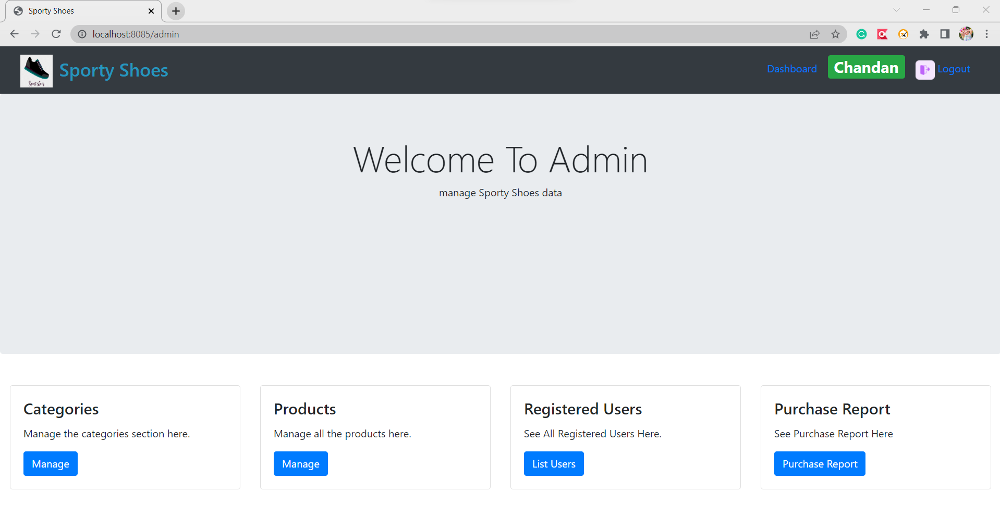 Sporty Shoes
localhost:8085/admin
Sporty Shoes
Dashboard
Chandan
Logout
Welcome To Admin
manage Sporty Shoes data
Categories
Manage the categories section here.
Manage
Products
Manage all the products here.
Manage
Registered Users
See All Registered Users Here.
List Users
Purchase Report
See Purchase Report Here
Purchase Report